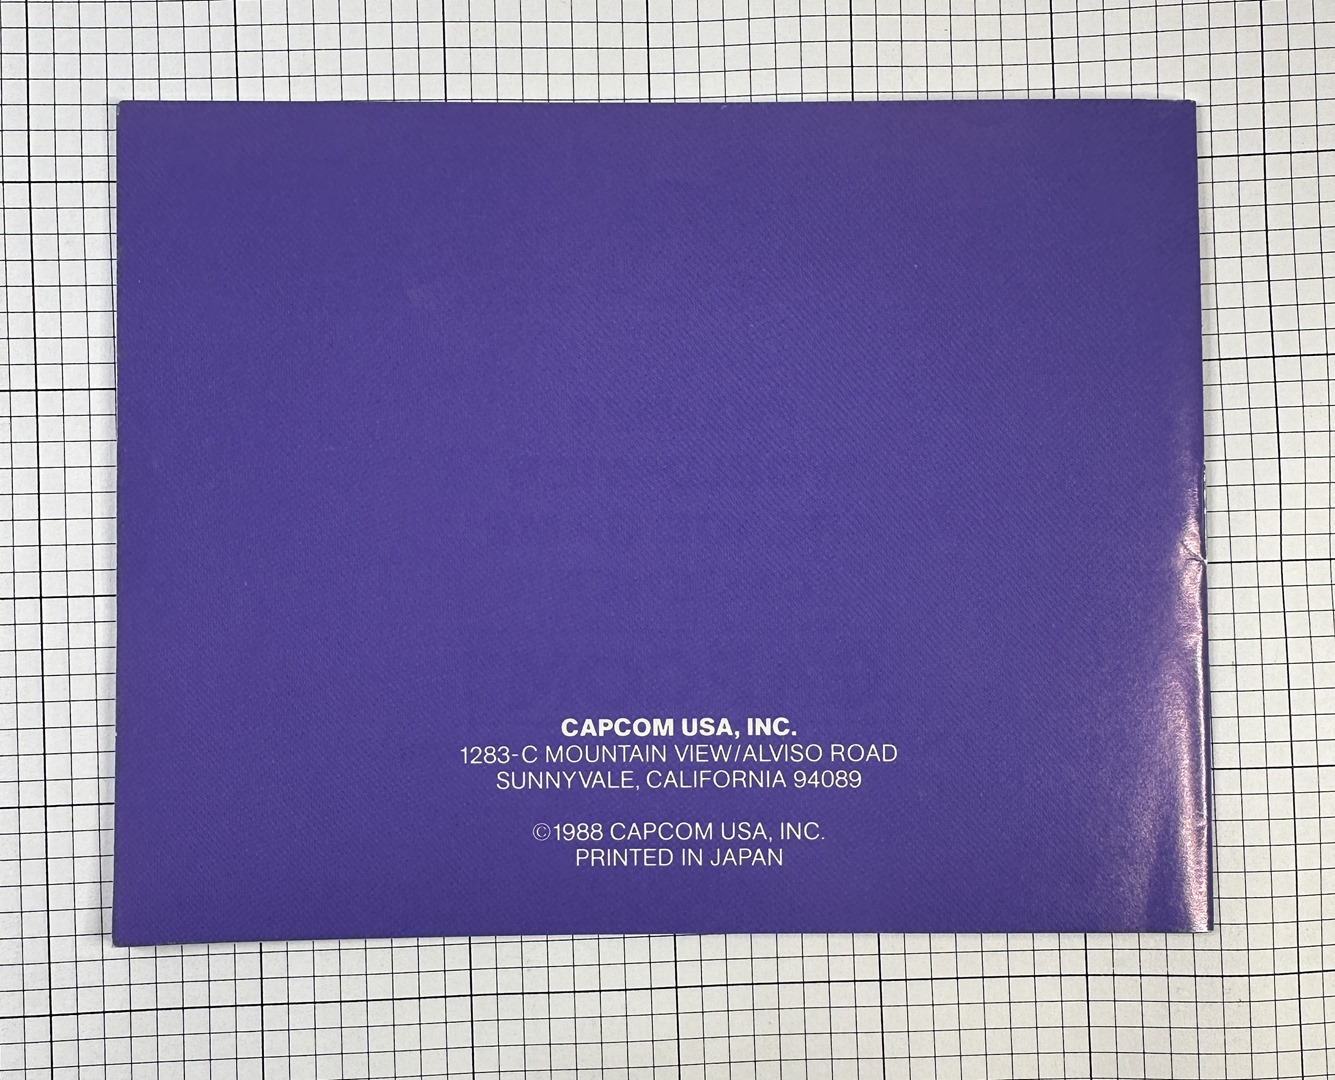 CAPCOM USA, INC.
1283-C MOUNTAIN VIEW/ALVISO ROAD
SUNNYVALE, CALIFORNIA 94089
©1988 CAPCOM USA, INC.
PRINTED IN JAPAN